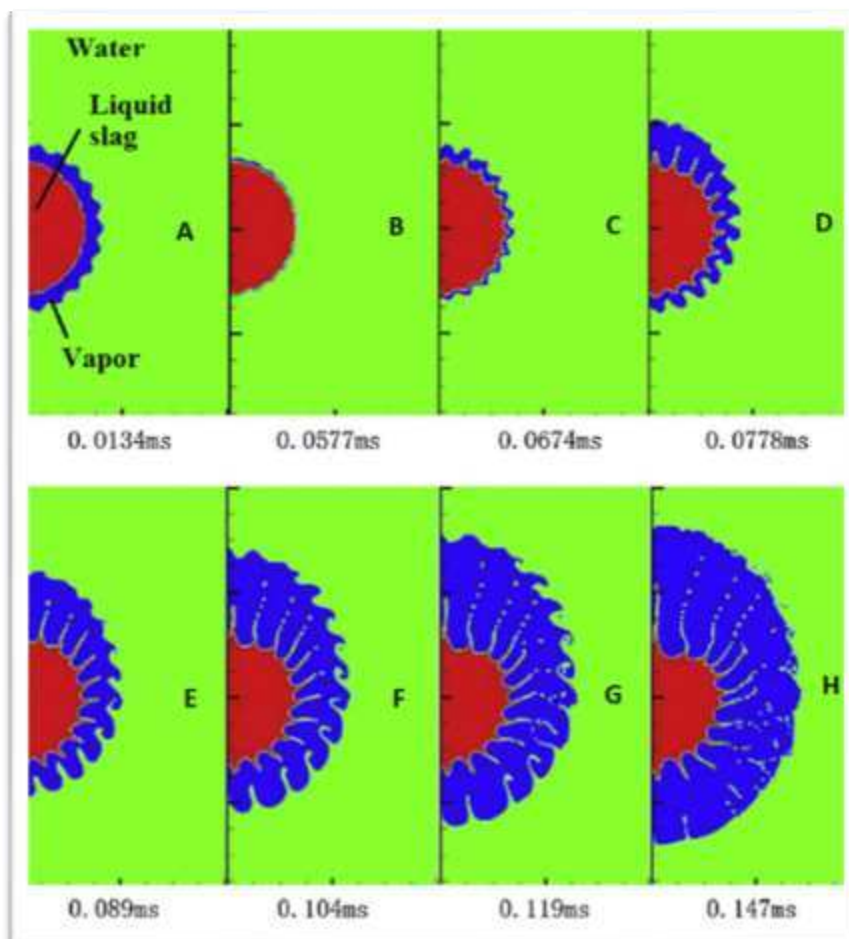 Water
Liquid
slag
Vapor
A
B
C
D
0.0134ms
0.0577ms
0.0674ms
0.0778ms
E
F
G
H
0.089ms
0.104ms
0.119ms
0.147ms